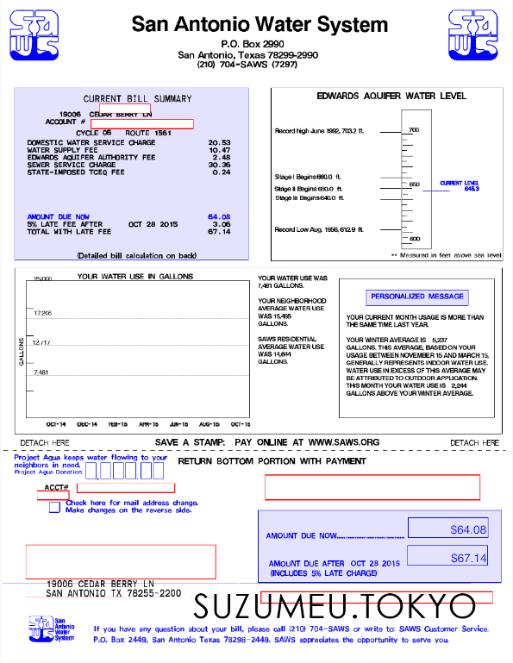 San Antonio Water System
P.O. Box 2990
San Antonio, Texas 78299-2990
(210) 704-SAWS (7297)
CURRENT BILL SUMMARY
19006 CEDAR BERRY LN
ACCOUNT #
CYCLE 06 ROUTE 1561
DOMESTIC WATER SERVICE CHARGE 20.53
WATER SUPPLY FEE 10.47
EDWARDS AQUIFER AUTHORITY FEE 2.48
SEWER SERVICE CHARGE 30.36
STATE-IMPOSED TCEQ FEE 0.24
AMOUNT DUE NOW 64.08
5% LATE FEE AFTER OCT 28 2015 3.06
TOTAL WITH LATE FEE 67.14
(Detailed bill calculation on back)
EDWARDS AQUIFER WATER LEVEL
Record high June 1992, 703.2 ft. 700
Stage I Begins 660.0 ft.
650 CURRENT LEVEL
Stage II Begins 650.0 ft.
Stage III Begins 640.0 ft.
Record Low Aug. 1956, 612.9 ft.
600
** Measured in feet above sea level
YOUR WATER USE IN GALLONS
25,000
17,205
12,717
7,481
GALLONS
OCT-14 DEC-14 FEB-15 APR-15 JUN-15 AUG-15 OCT-15
YOUR WATER USE WAS
7,481 GALLONS.
YOUR NEIGHBORHOOD
AVERAGE WATER USE
WAS 15,495
GALLONS.
SAWS RESIDENTIAL
AVERAGE WATER USE
WAS 14,644
GALLONS.
PERSONALIZED MESSAGE
YOUR CURRENT MONTH USAGE IS MORE THAN
THE SAME TIME LAST YEAR.
YOUR WINTER AVERAGE IS 5,237
GALLONS. THIS AVERAGE, BASED ON YOUR
USAGE BETWEEN NOVEMBER 15 AND MARCH 15,
GENERALLY REPRESENTS INDOOR WATER USE.
WATER USE IN EXCESS OF THIS AVERAGE MAY
BE ATTRIBUTED TO OUTDOOR APPLICATION.
THIS MONTH YOUR WATER USE IS 2,244
GALLONS ABOVE YOUR WINTER AVERAGE.
DETACH HERE SAVE A STAMP: PAY ONLINE AT WWW.SAWS.ORG DETACH HERE
Project Agua keeps water flowing to your
neighbors in need.
Project Agua Donation:
RETURN BOTTOM PORTION WITH PAYMENT
ACCT#
Check here for mail address change.
Make changes on the reverse side.
AMOUNT DUE NOW $64.08
AMOUNT DUE AFTER OCT 28 2015 $67.14
(INCLUDES 5% LATE CHARGE)
19006 CEDAR BERRY LN
SAN ANTONIO TX 78255-2200
SUZUMEU.TOKYO
San
Antonio
Water
System
If you have any question about your bill, please call (210) 704-SAWS or write to: SAWS Customer Service.
P.O. Box 2449, San Antonio Texas 78298-2449. SAWS appreciates the opportunity to serve you.